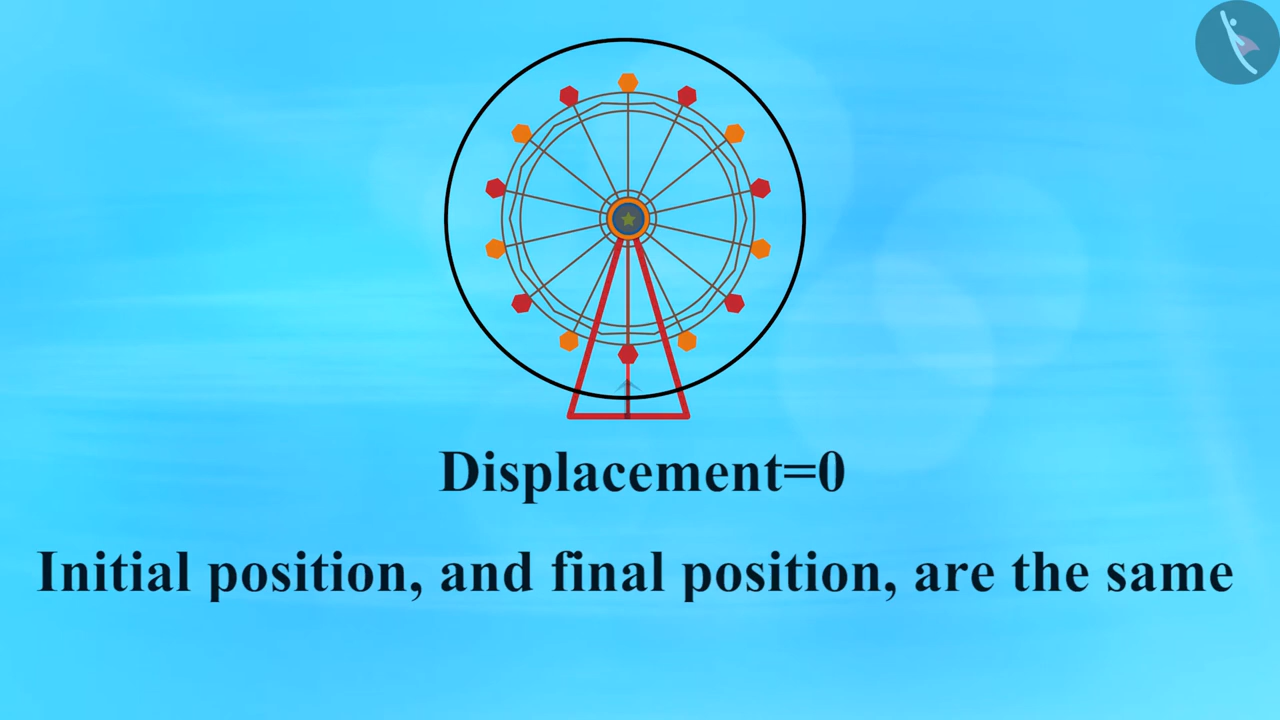 Displacement=0
Initial position, and final position, are the same